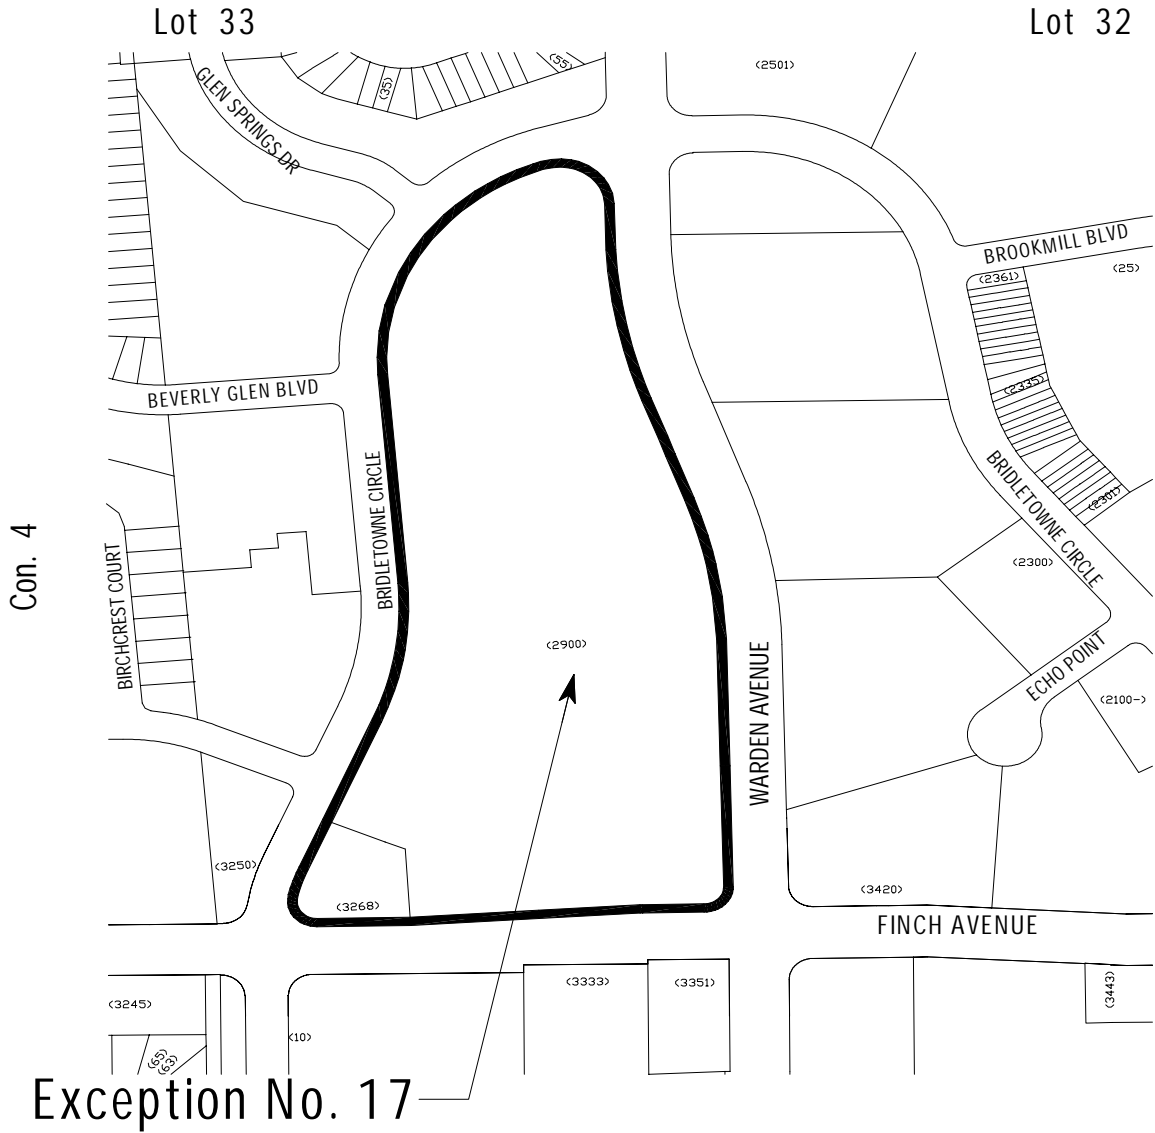 Lot 33
Lot 32
(55)
(2501)
(35)
GLEN SPRINGS DR
BROOKMILL BLVD
(25)
(2361)
(2335)
BEVERLY GLEN BLVD
BRIDLETOWNE CIRCLE
BRIDLETOWNE CIRCLE
(2301)
Con. 4
BIRCHCREST COURT
(2300)
(2900)
ECHO POINT
WARDEN AVENUE
(2100-)
(3250)
(3268)
(3420)
FINCH AVENUE
(3333)
(3351)
(3443)
(3245)
(10)
(65)
(63)
Exception No. 17